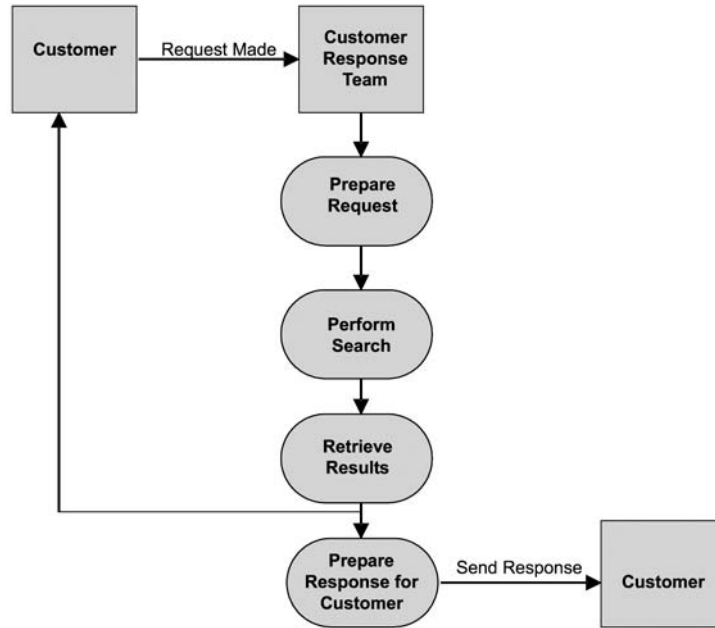 Customer
Request Made
Customer
Response
Team
Prepare
Request
Perform
Search
Retrieve
Results
Prepare
Response for
Customer
Send Response
Customer